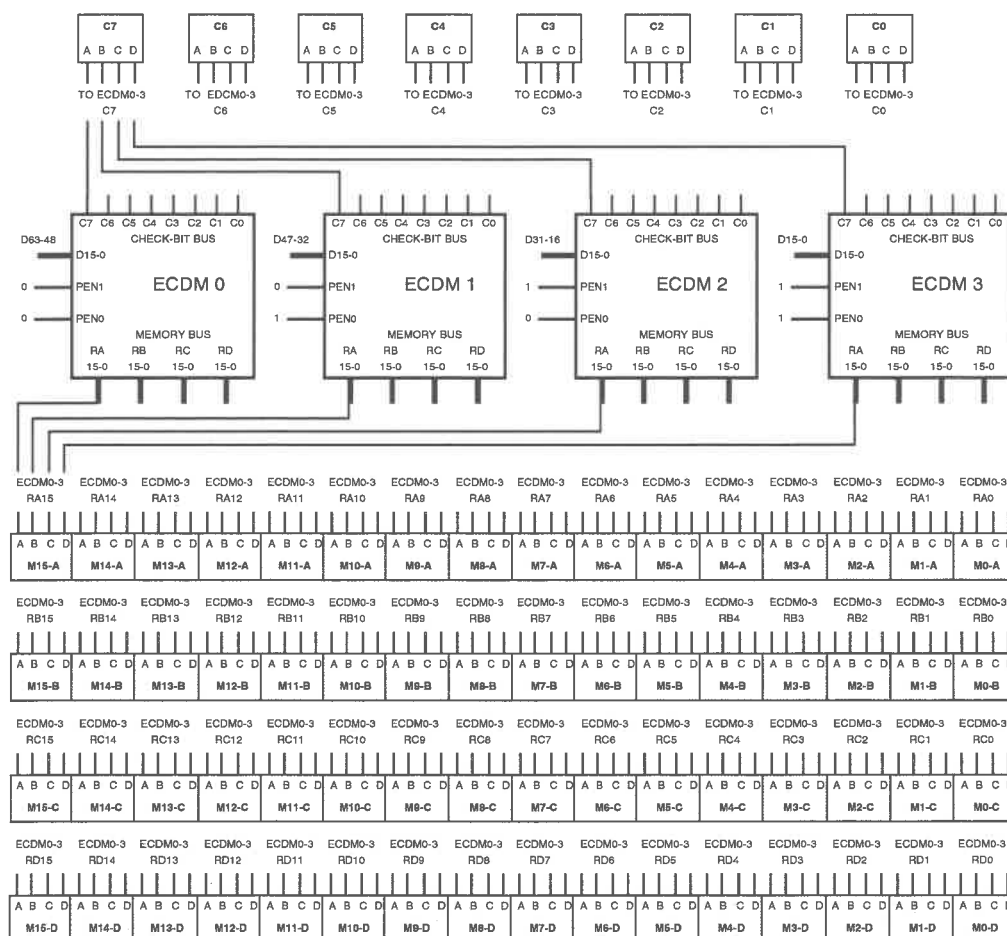 C7 C6 C5 C4 C3 C2 C1 C0
A B C D A B C D A B C D A B C D A B C D A B C D A B C D A B C D
TO ECDM0-3 TO EDCM0-3 TO ECDM0-3 TO ECDM0-3 TO ECDM0-3 TO ECDM0-3 TO ECDM0-3 TO ECDM0-3
C7 C6 C5 C4 C3 C2 C1 C0
C7 C6 C5 C4 C3 C2 C1 C0 C7 C6 C5 C4 C3 C2 C1 C0 C7 C6 C5 C4 C3 C2 C1 C0 C7 C6 C5 C4 C3 C2 C1 C0
D63-48 CHECK-BIT BUS D47-32 CHECK-BIT BUS D31-16 CHECK-BIT BUS D15-0 CHECK-BIT BUS
D15-0 D15-0 D15-0 D15-0
0 PEN1 ECDM 0 0 PEN1 ECDM 1 1 PEN1 ECDM 2 1 PEN1 ECDM 3
0 PEN0 1 PEN0 0 PEN0 1 PEN0
MEMORY BUS MEMORY BUS MEMORY BUS MEMORY BUS
RA RB RC RD RA RB RC RD RA RB RC RD RA RB RC RD
15-0 15-0 15-0 15-0 15-0 15-0 15-0 15-0 15-0 15-0 15-0 15-0 15-0 15-0 15-0 15-0
ECDM0-3 ECDM0-3 ECDM0-3 ECDM0-3 ECDM0-3 ECDM0-3 ECDM0-3 ECDM0-3 ECDM0-3 ECDM0-3 ECDM0-3 ECDM0-3 ECDM0-3 ECDM0-3 ECDM0-3 ECDM0-3
RA15 RA14 RA13 RA12 RA11 RA10 RA9 RA8 RA7 RA6 RA5 RA4 RA3 RA2 RA1 RA0
A B C D A B C D A B C D A B C D A B C D A B C D A B C D A B C D A B C D A B C D A B C D A B C D A B C D A B C D A B C D A B C D
M15-A M14-A M13-A M12-A M11-A M10-A M9-A M8-A M7-A M6-A M5-A M4-A M3-A M2-A M1-A M0-A
ECDM0-3 ECDM0-3 ECDM0-3 ECDM0-3 ECDM0-3 ECDM0-3 ECDM0-3 ECDM0-3 ECDM0-3 ECDM0-3 ECDM0-3 ECDM0-3 ECDM0-3 ECDM0-3 ECDM0-3 ECDM0-3
RB15 RB14 RB13 RB12 RB11 RB10 RB9 RB8 RB7 RB6 RB5 RB4 RB3 RB2 RB1 RB0
A B C D A B C D A B C D A B C D A B C D A B C D A B C D A B C D A B C D A B C D A B C D A B C D A B C D A B C D A B C D A B C
M15-B M14-B M13-B M12-B M11-B M10-B M9-B M8-B M7-B M6-B M5-B M4-B M3-B M2-B M1-B M0-B
ECDM0-3 ECDM0-3 ECDM0-3 ECDM0-3 ECDM0-3 ECDM0-3 ECDM0-3 ECDM0-3 ECDM0-3 ECDM0-3 ECDM0-3 ECDM0-3 ECDM0-3 ECDM0-3 ECDM0-3 ECDM0-3
RC15 RC14 RC13 RC12 RC11 RC10 RC9 RC8 RC7 RC6 RC5 RC4 RC3 RC2 RC1 RC0
A B C D A B C D A B C D A B C D A B C D A B C D A B C D A B C D A B C D A B C D A B C D A B C D A B C D A B C D A B C D A B C
M15-C M14-C M13-C M12-C M11-C M10-C M9-C M8-C M7-C M6-C M5-C M4-C M3-C M2-C M1-C M0-C
ECDM0-3 ECDM0-3 ECDM0-3 ECDM0-3 ECDM0-3 ECDM0-3 ECDM0-3 ECDM0-3 ECDM0-3 ECDM0-3 ECDM0-3 ECDM0-3 ECDM0-3 ECDM0-3 ECDM0-3 ECDM0-3
RD15 RD14 RD13 RD12 RD11 RD10 RD9 RD8 RD7 RD6 RD5 RD4 RD3 RD2 RD1 RD0
A B C D A B C D A B C D A B C D A B C D A B C D A B C D A B C D A B C D A B C D A B C D A B C D A B C D A B C D A B C D A B C D
M15-D M14-D M13-D M12-D M11-D M10-D M9-D M8-D M7-D M6-D M5-D M4-D M3-D M2-D M1-D M0-D